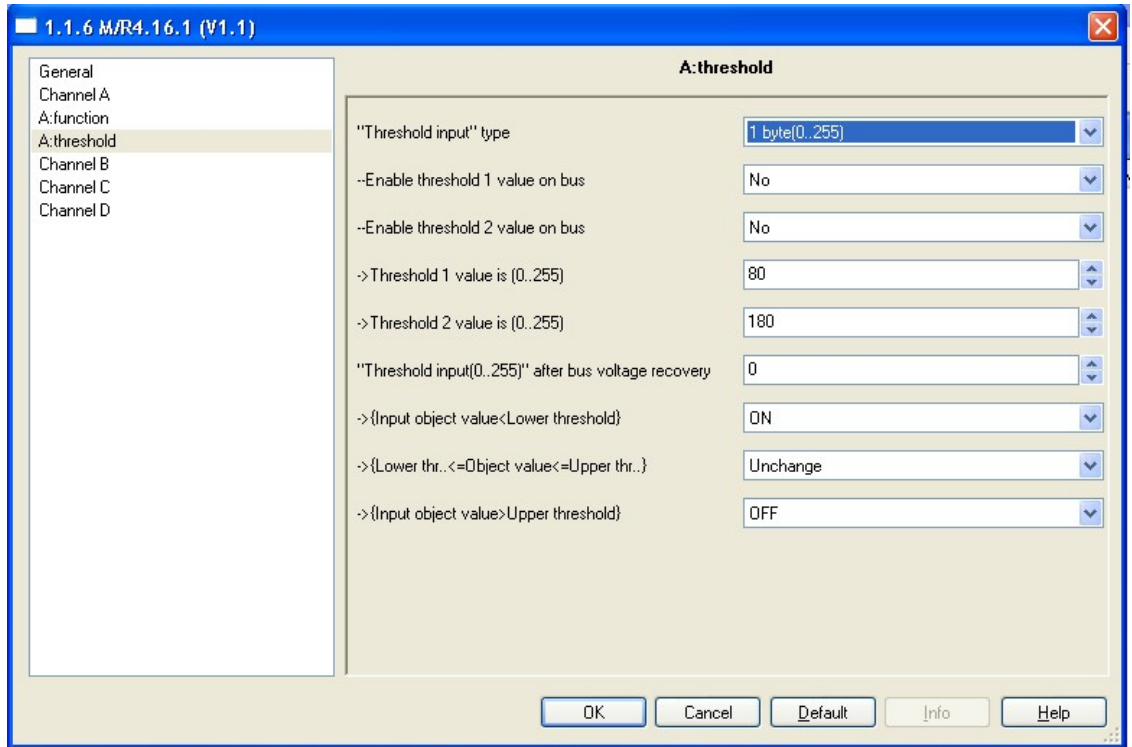 1.1.6 M/R4.16.1 (V1.1)
General
Channel A
A:function
A:threshold
Channel B
Channel C
Channel D
A:threshold
"Threshold input" type 1 byte(0..255)
--Enable threshold 1 value on bus No
--Enable threshold 2 value on bus No
->Threshold 1 value is (0..255) 80
->Threshold 2 value is (0..255) 180
"Threshold input(0..255)" after bus voltage recovery 0
->{Input object value<Lower threshold} ON
->{Lower thr..<=Object value<=Upper thr..} Unchange
->{Input object value>Upper threshold} OFF
OK Cancel Default Info Help